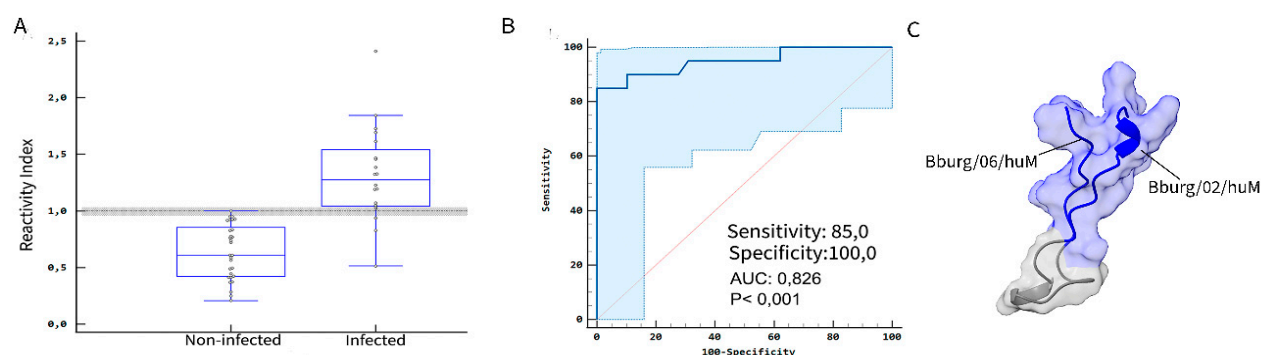 A
Reactivity Index
2,5
2,0
1,5
1,0
0,5
0,0
Non-infected
Infected
B
Sensitivity
100
80
60
40
20
0
Sensitivity: 85,0
Specificity:100,0
AUC: 0,826
P< 0,001
0
20
40
60
80
100
100-Specificity
C
Bburg/06/huM
Bburg/02/huM